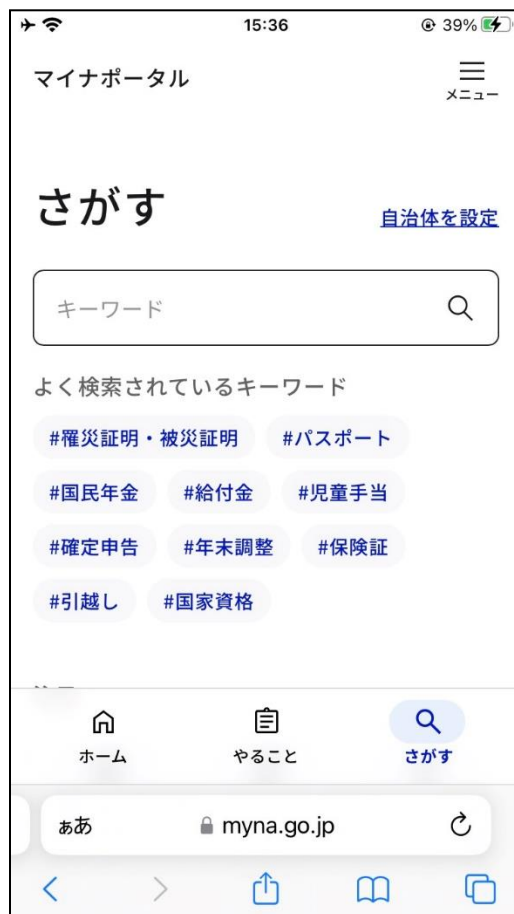 15:36
39%
マイナポータル
メニュー
さがす
自治体を設定
キーワード
よく検索されているキーワード
#罹災証明・被災証明 #パスポート
#国民年金 #給付金 #児童手当
#確定申告 #年末調整 #保険証
#引越し #国家資格
ホーム やること さがす
ぁあ myna.go.jp